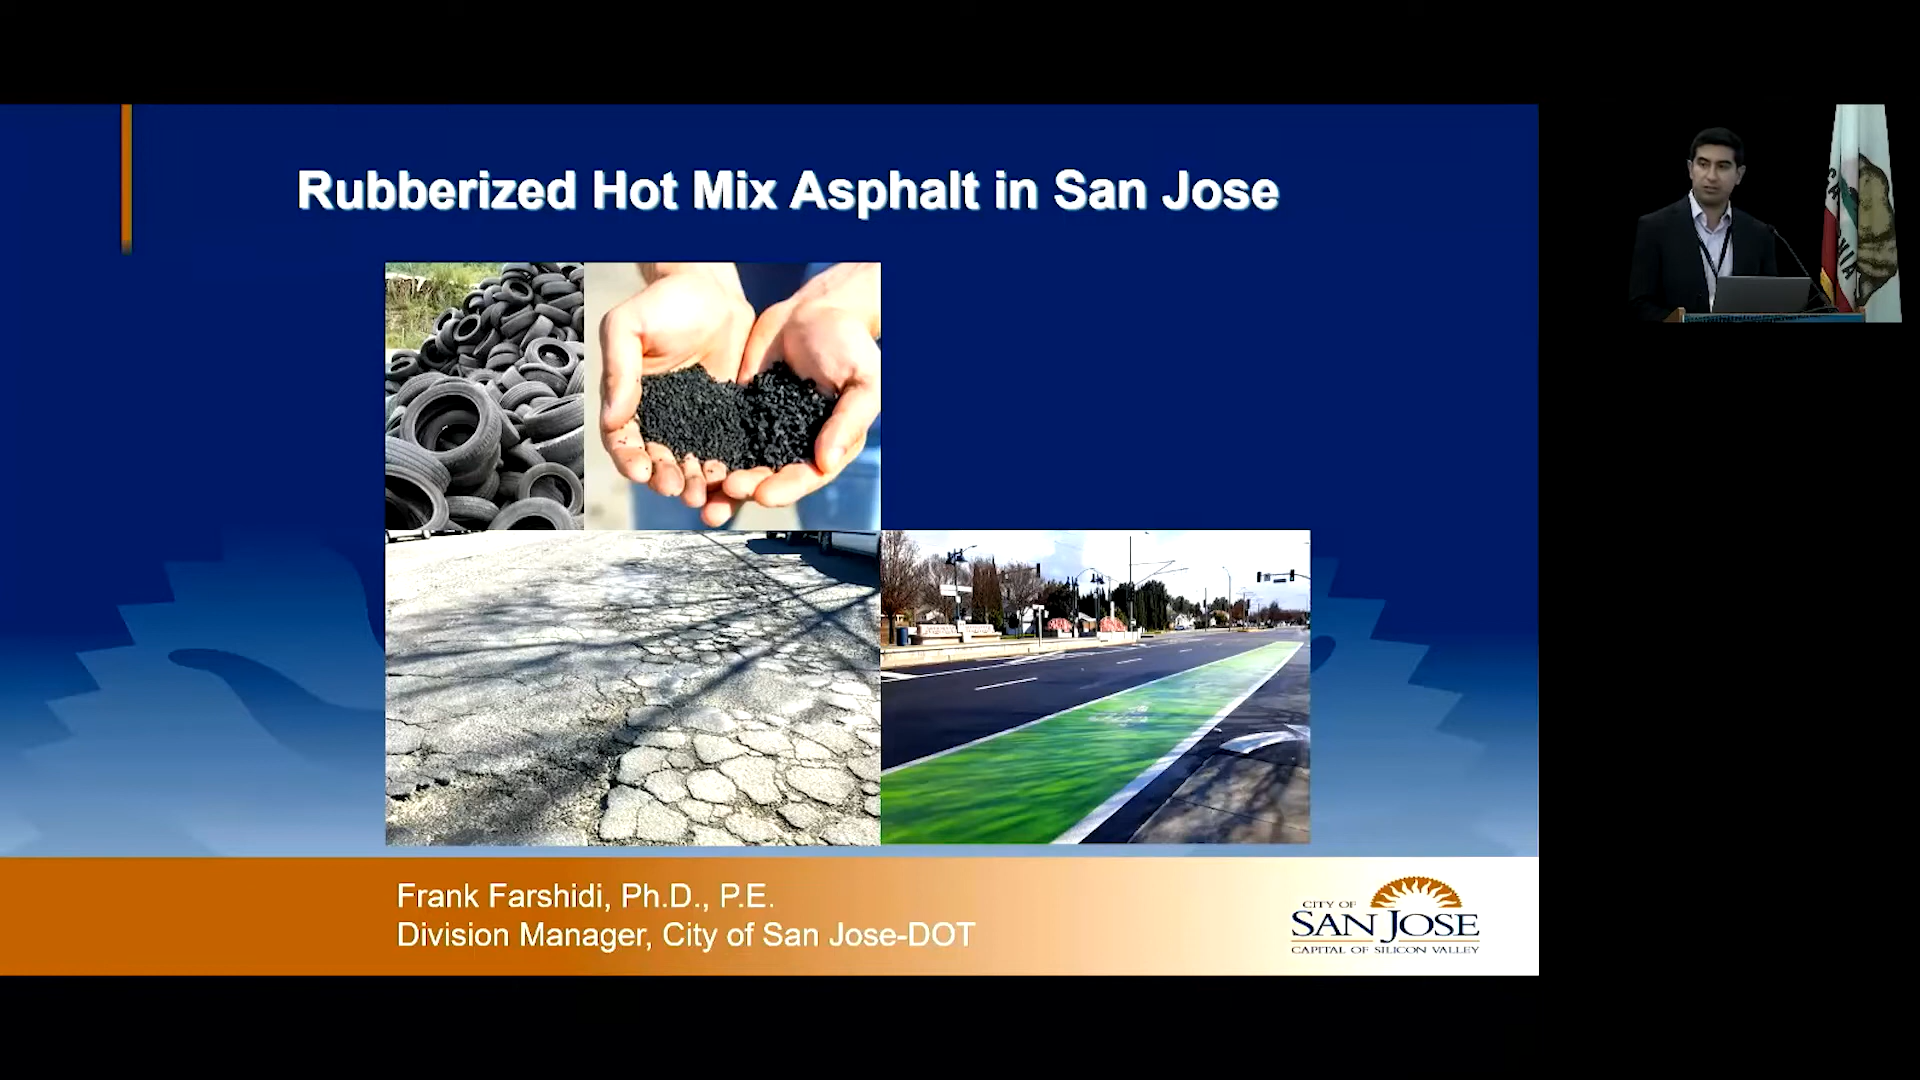 Rubberized Hot Mix Asphalt in San Jose
Frank Farshidi, Ph.D., P.E.
Division Manager, City of San Jose-DOT
CITY OF
SAN JOSE
CAPITAL OF SILICON VALLEY